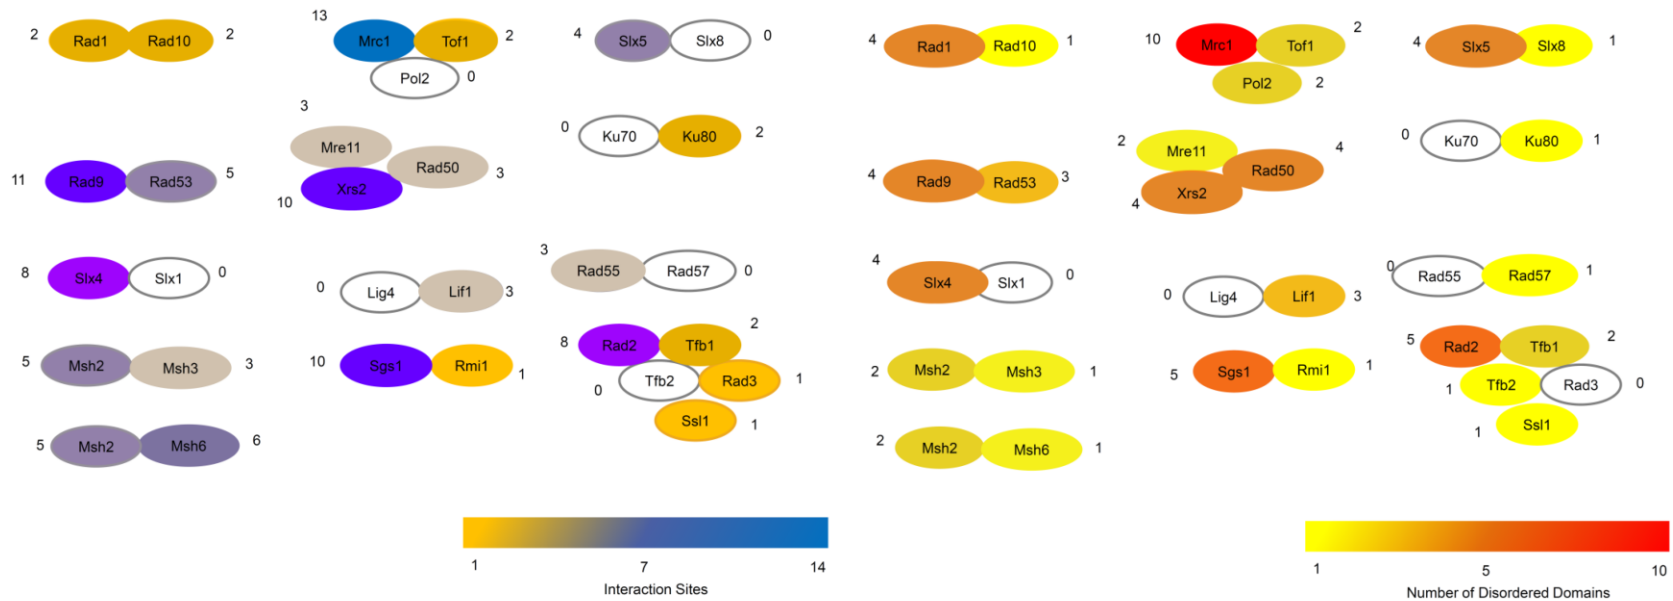 2 Rad1 Rad10 2
13 Mrc1 Tof1 2
Pol2 0
4 Slx5 Slx8 0
0 Ku70 Ku80 2
11 Rad9 Rad53 5
3
Mre11
Rad50 3
Xrs2
10
8 Slx4 Slx1 0
0 Lig4 Lif1 3
3 Rad55 Rad57 0
5 Msh2 Msh3 3
10 Sgs1 Rmi1 1
8 Rad2 Tfb1 2
0 Tfb2 Rad3 1
Ssl1 1
5 Msh2 Msh6 6
1 7 14
Interaction Sites
4 Rad1 Rad10 1
10 Mrc1 Tof1 2
Pol2 2
4 Slx5 Slx8 1
0 Ku70 Ku80 1
4 Rad9 Rad53 3
2 Mre11
Rad50 4
4 Xrs2
4 Slx4 Slx1 0
0 Lig4 Lif1 3
0 Rad55 Rad57 1
2 Msh2 Msh3 1
5 Sgs1 Rmi1 1
5 Rad2 Tfb1 2
1 Tfb2 Rad3 0
1 Ssl1
2 Msh2 Msh6 1
1 5 10
Number of Disordered Domains